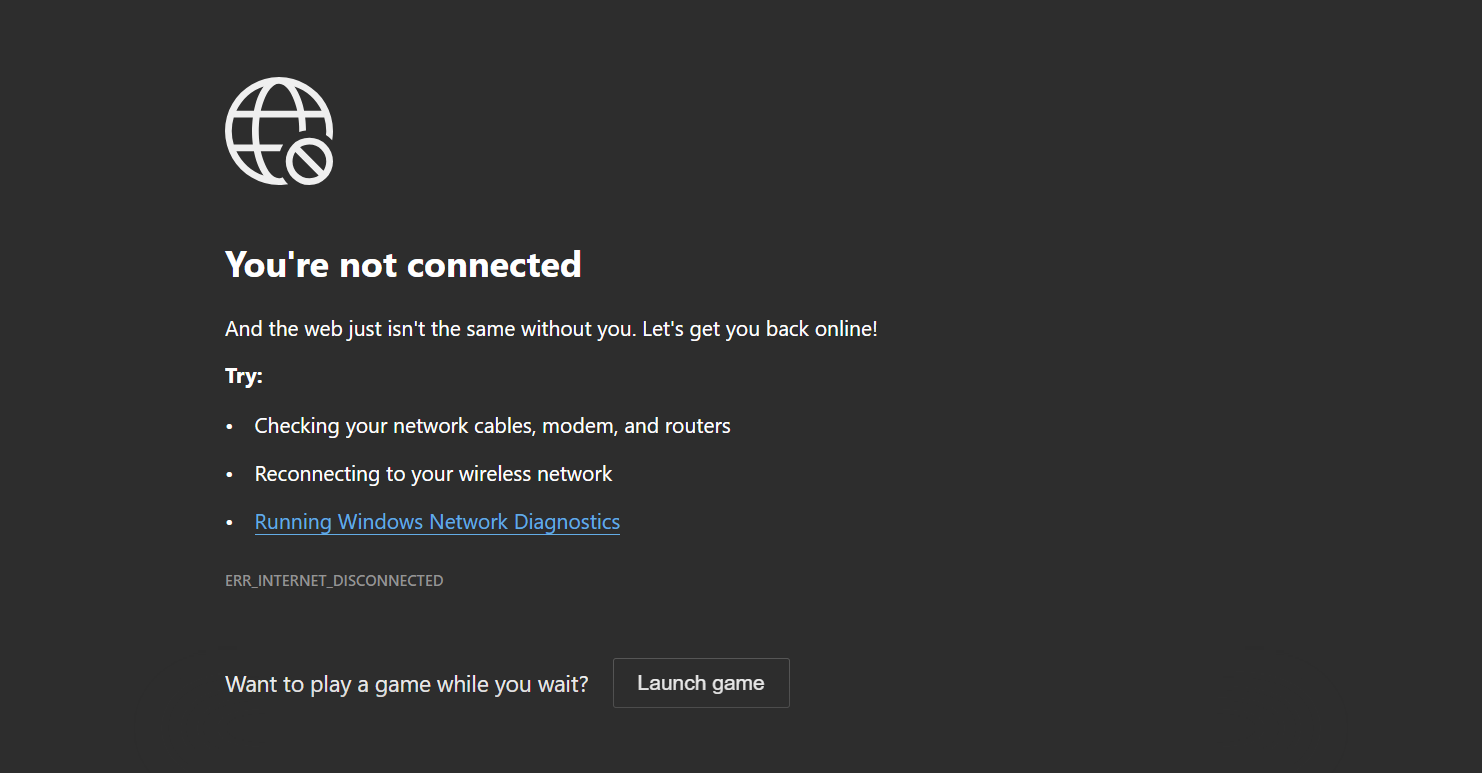 You're not connected
And the web just isn't the same without you. Let's get you back online!
Try:
• Checking your network cables, modem, and routers
• Reconnecting to your wireless network
• Running Windows Network Diagnostics
ERR_INTERNET_DISCONNECTED
Want to play a game while you wait? Launch game